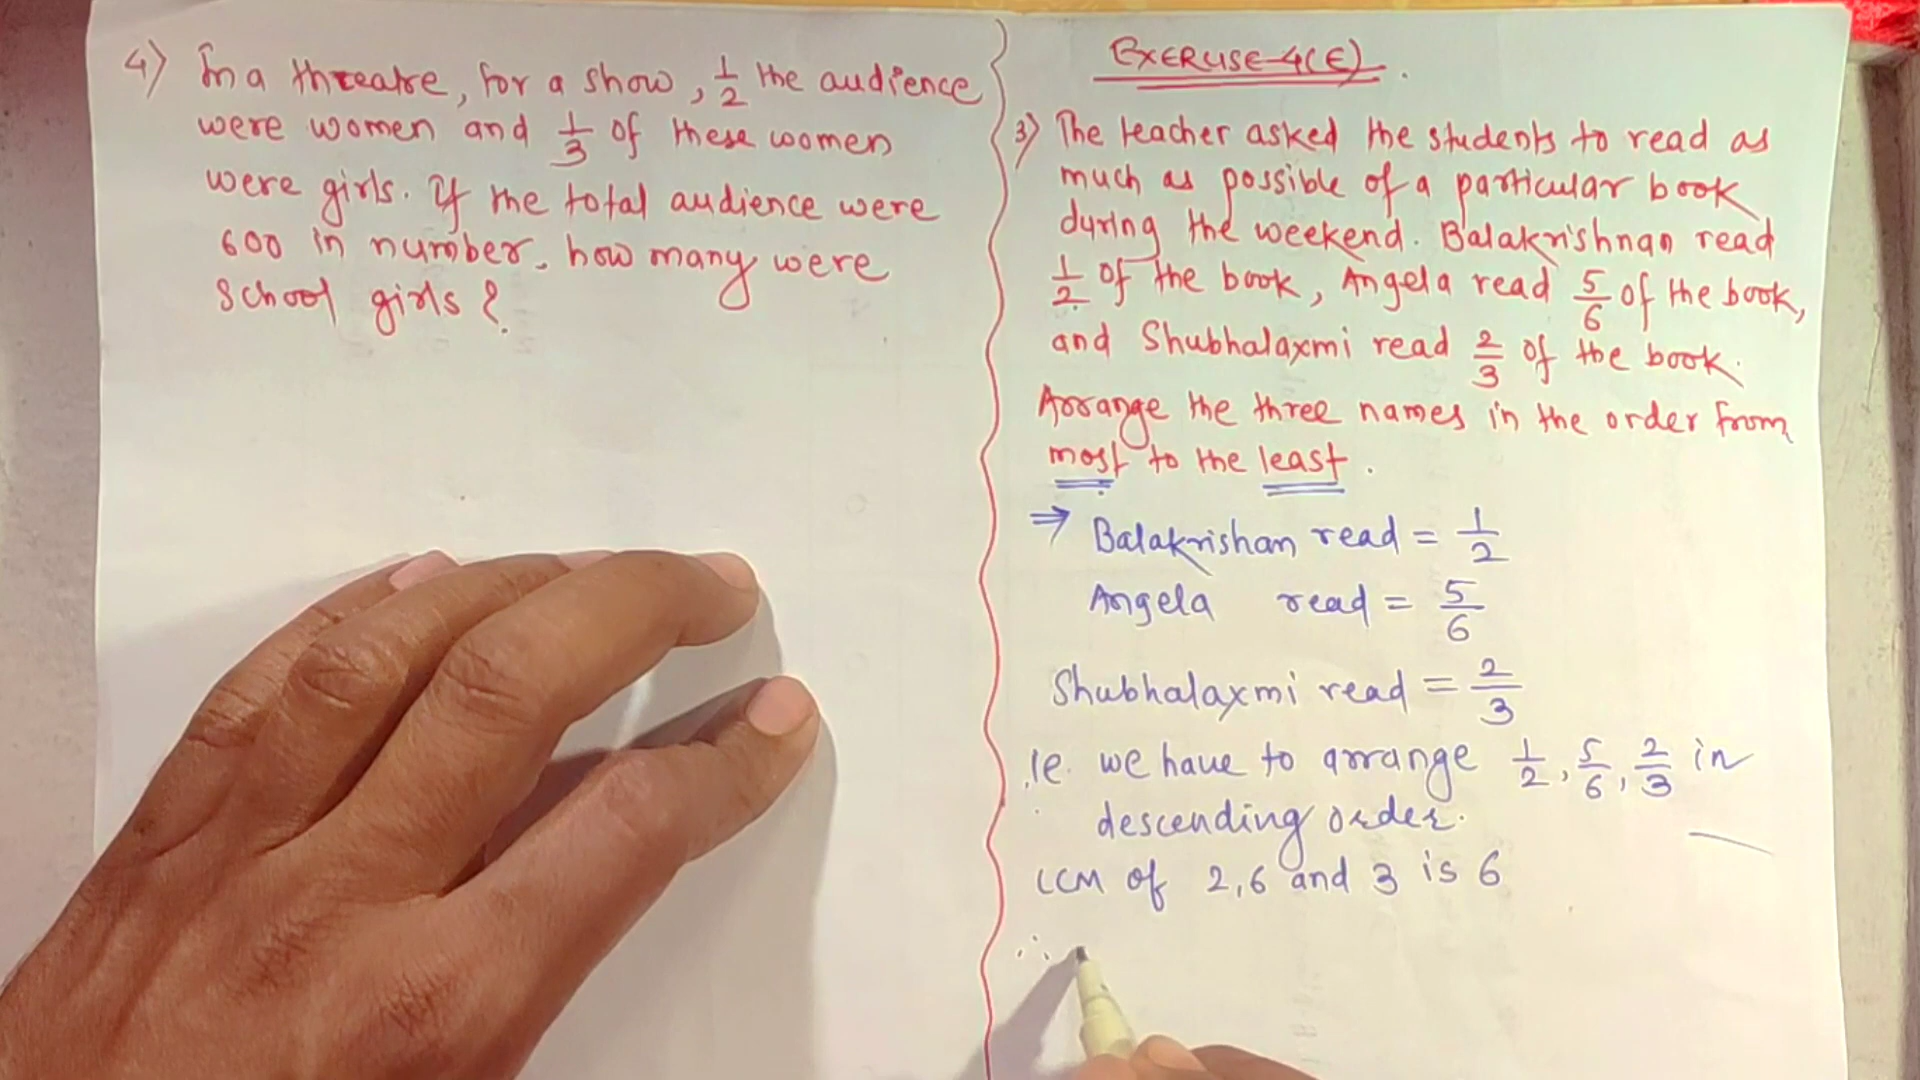 4) In a threatre, for a show, 1/2 the audience
were women and 1/3 of these women
were girls. If the total audience were
600 in number, how many were
School girls?
EXERCISE-4(E).
3) The teacher asked the students to read as
much as possible of a particular book
during the weekend. Balakrishnan read
1/2 of the book, Angela read 5/6 of the book,
and Shubhalaxmi read 2/3 of the book.
Arrange the three names in the order from
most to the least.
⇒ Balakrishan read = 1/2
Angela read = 5/6
Shubhalaxmi read = 2/3
ie. we have to arrange 1/2, 5/6, 2/3 in
descending order.
LCM of 2,6 and 3 is 6
∴